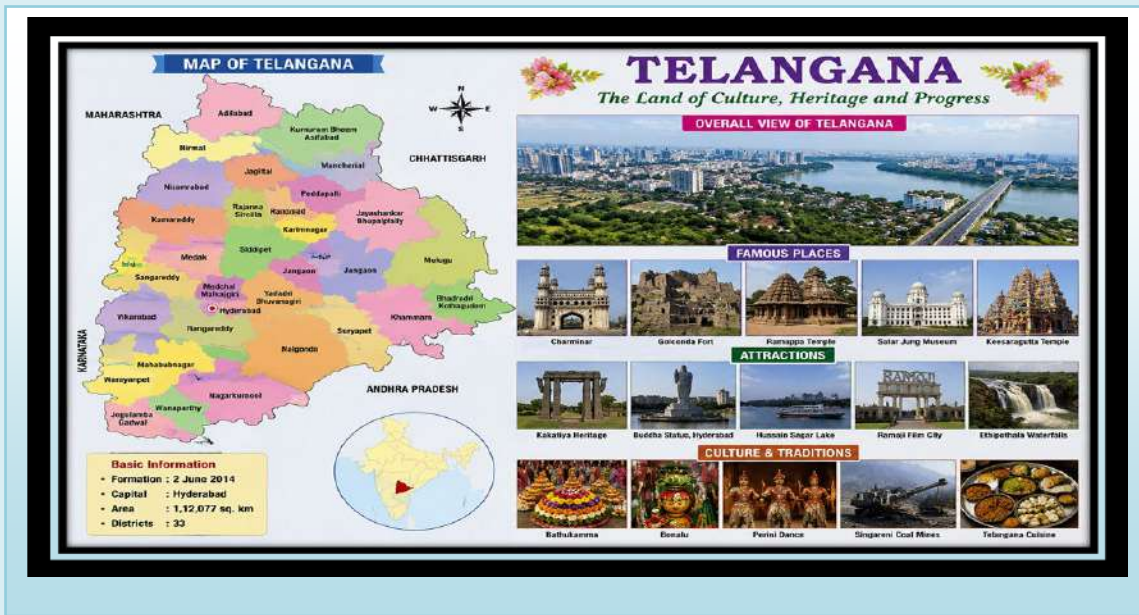 MAP OF TELANGANA
N
W E
S
MAHARASHTRA
CHHATTISGARH
KARNATAKA
ANDHRA PRADESH
Adilabad
Kumuram Bheem
Asifabad
Nirmal
Mancherial
Jagitial
Nizamabad
Peddapalli
Rajanna
Sircilla
Kamareddy
Karimnagar
Jayashankar
Bhopalpally
Siddipet
Medak
Mulugu
Sangareddy
Jangaon
Jangaon
Medchal
Malkajgiri
Yadadri
Bhuvanagiri
Bhadradri
Kothagudem
Hyderabad
Khammam
Vikarabad
Rangareddy
Suryapet
Nalgonda
Mahabubnagar
Nagarkurnool
Wanaparthy
Jogulamba
Gadwal
Basic Information
• Formation : 2 June 2014
• Capital : Hyderabad
• Area : 1,12,077 sq. km
• Districts : 33
TELANGANA
The Land of Culture, Heritage and Progress
OVERALL VIEW OF TELANGANA
FAMOUS PLACES
Charminar
Golconda Fort
Ramappa Temple
Salar Jung Museum
Keesaragutta Temple
ATTRACTIONS
RAMOJI
Kakatiya Heritage
Buddha Statue, Hyderabad
Hussain Sagar Lake
Ramoji Film City
Ethipothala Waterfalls
CULTURE & TRADITIONS
Bathukamma
Bonalu
Perini Dance
Singareni Coal Mines
Telangana Cuisine